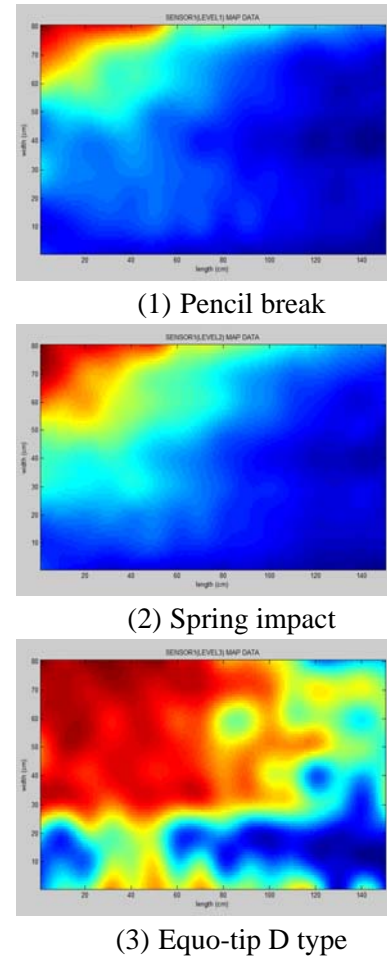 SENSOR1(LEVEL1) MAP DATA
80
70
60
50
40
30
20
10
width (cm)
20 40 60 80 100 120 140
length (cm)
(1) Pencil break
SENSOR1(LEVEL2) MAP DATA
80
70
60
50
40
30
20
10
width (cm)
20 40 60 80 100 120 140
length (cm)
(2) Spring impact
SENSOR1(LEVEL3) MAP DATA
80
70
60
50
40
30
20
10
width (cm)
20 40 60 80 100 120 140
length (cm)
(3) Equo-tip D type